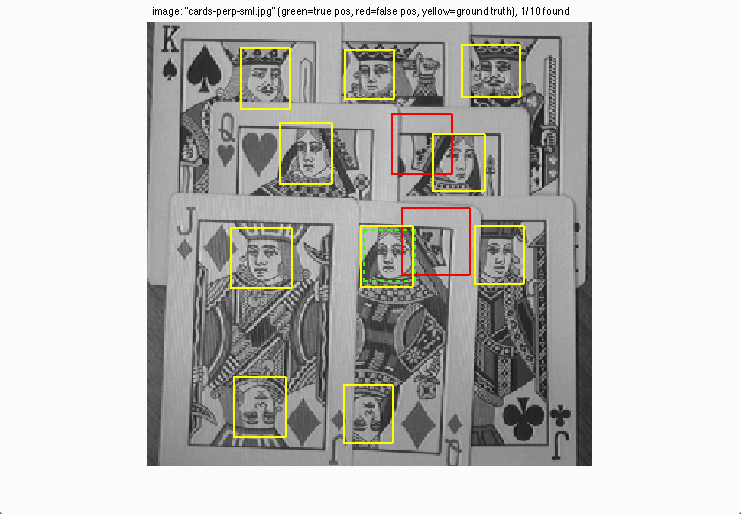 image: "cards-perp-sml.jpg" (green=true pos, red=false pos, yellow=ground truth), 1/10 found
K
Q
J
J
Q
J